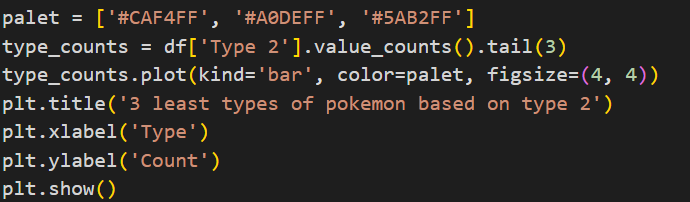 palet = ['#CAF4FF', '#A0DEFF', '#5AB2FF']
type_counts = df['Type 2'].value_counts().tail(3)
type_counts.plot(kind='bar', color=palet, figsize=(4, 4))
plt.title('3 least types of pokemon based on type 2')
plt.xlabel('Type')
plt.ylabel('Count')
plt.show()